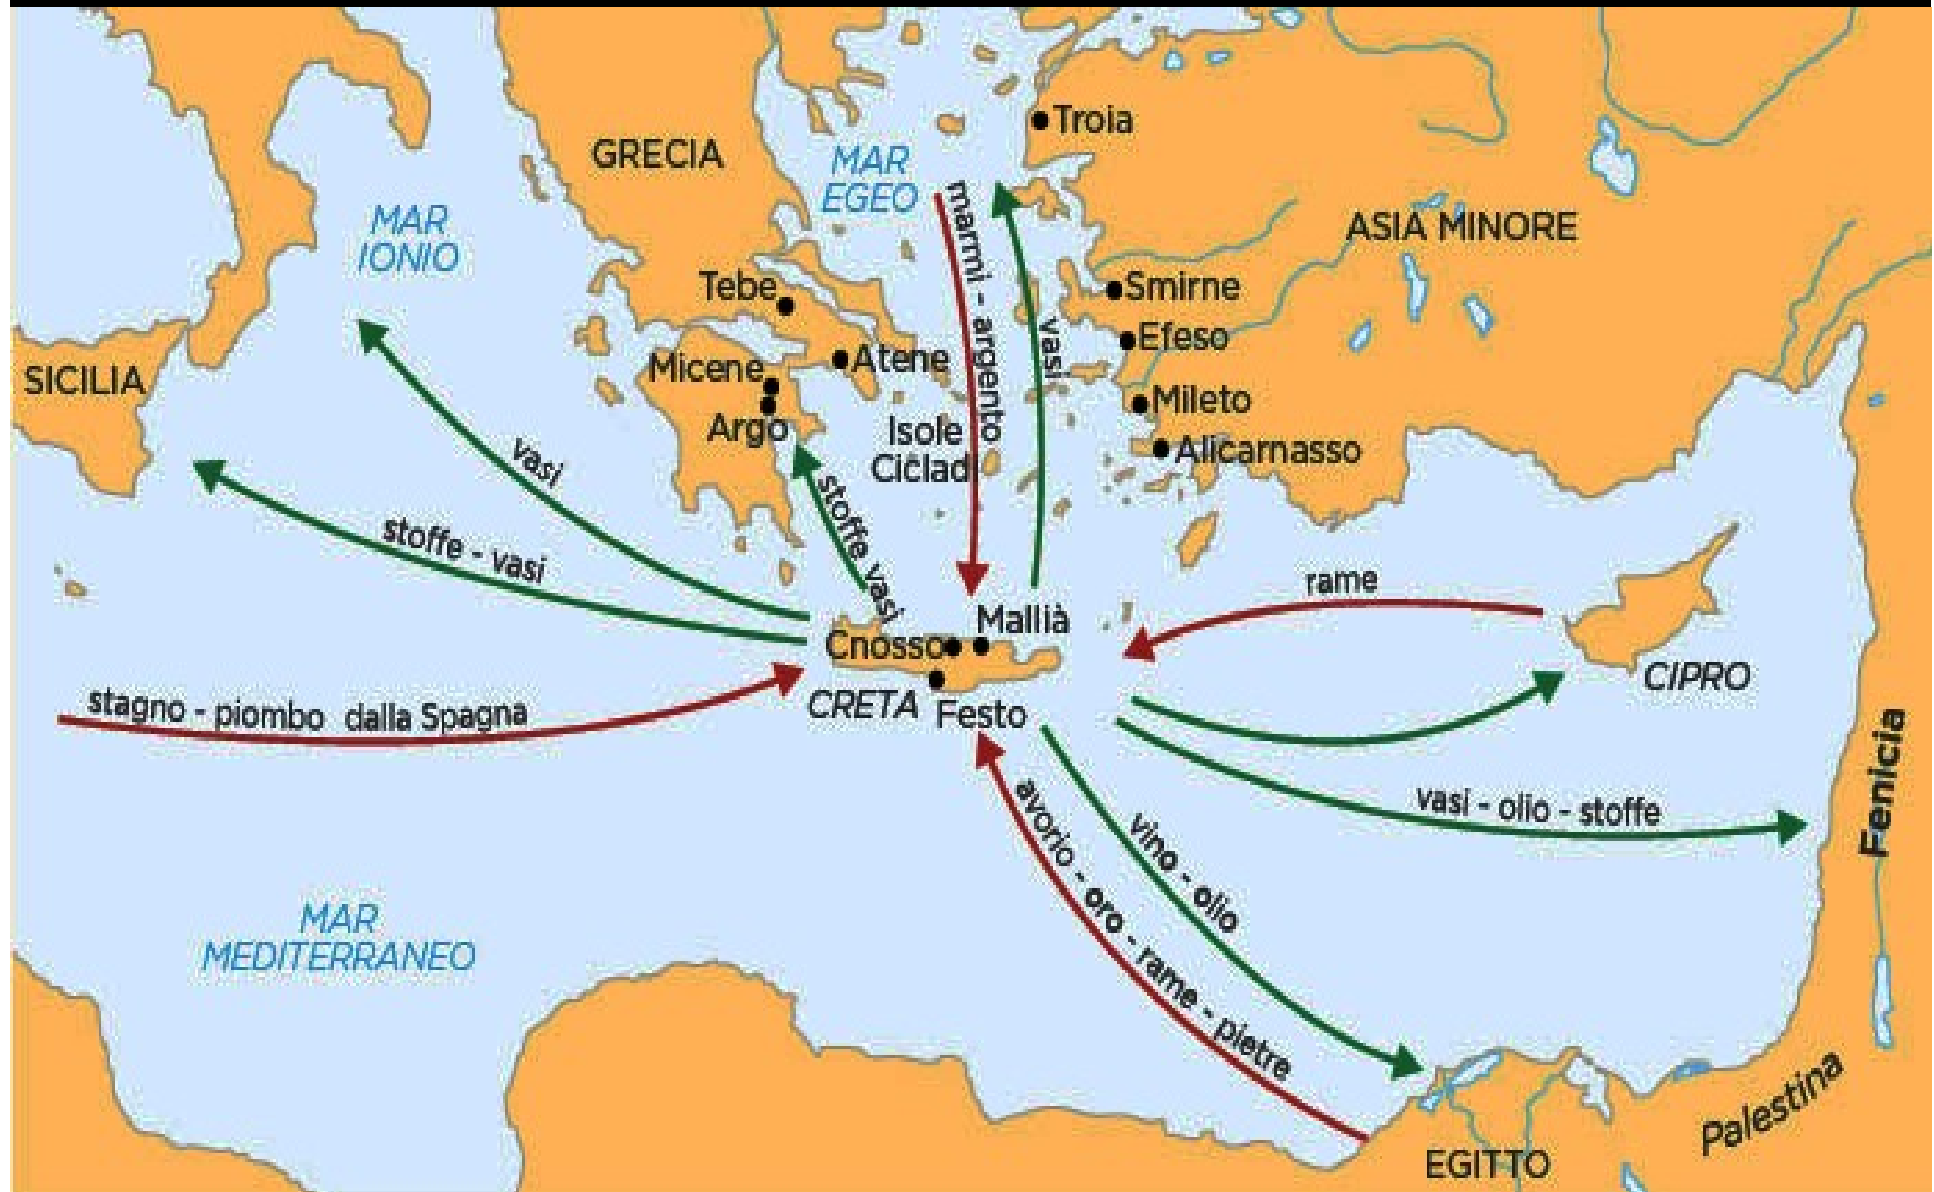 Troia
GRECIA
MAR
EGEO
MAR
IONIO
ASIA MINORE
marmi - argento
vasi
Tebe
Smirne
Efeso
Atene
Micene
SICILIA
Mileto
Argo
Isole
Cicladi
Alicarnasso
vasi
stoffe vasi
stoffe - vasi
rame
Mallià
Cnosso
CIPRO
CRETA
Festo
stagno - piombo dalla Spagna
vasi - olio - stoffe
Fenicia
avorio - oro - rame - pietre
vino - olio
MAR
MEDITERRANEO
Palestina
EGITTO